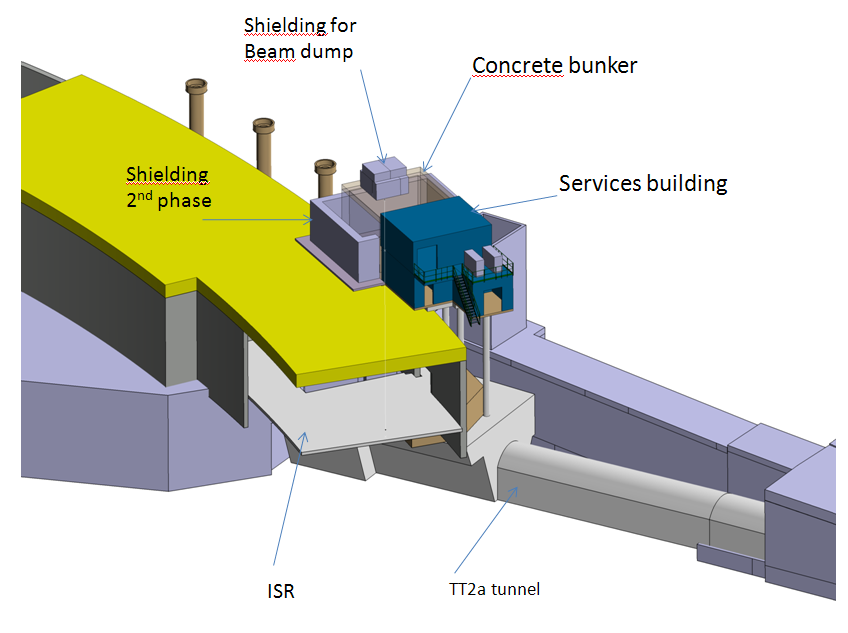 Shielding for
Beam dump
Concrete bunker
Shielding
2nd phase
Services building
ISR
TT2a tunnel